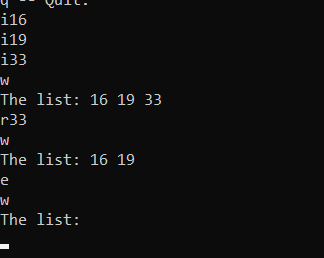 q -- Quit.
i16
i19
i33
w
The list: 16 19 33
r33
w
The list: 16 19
e
w
The list: